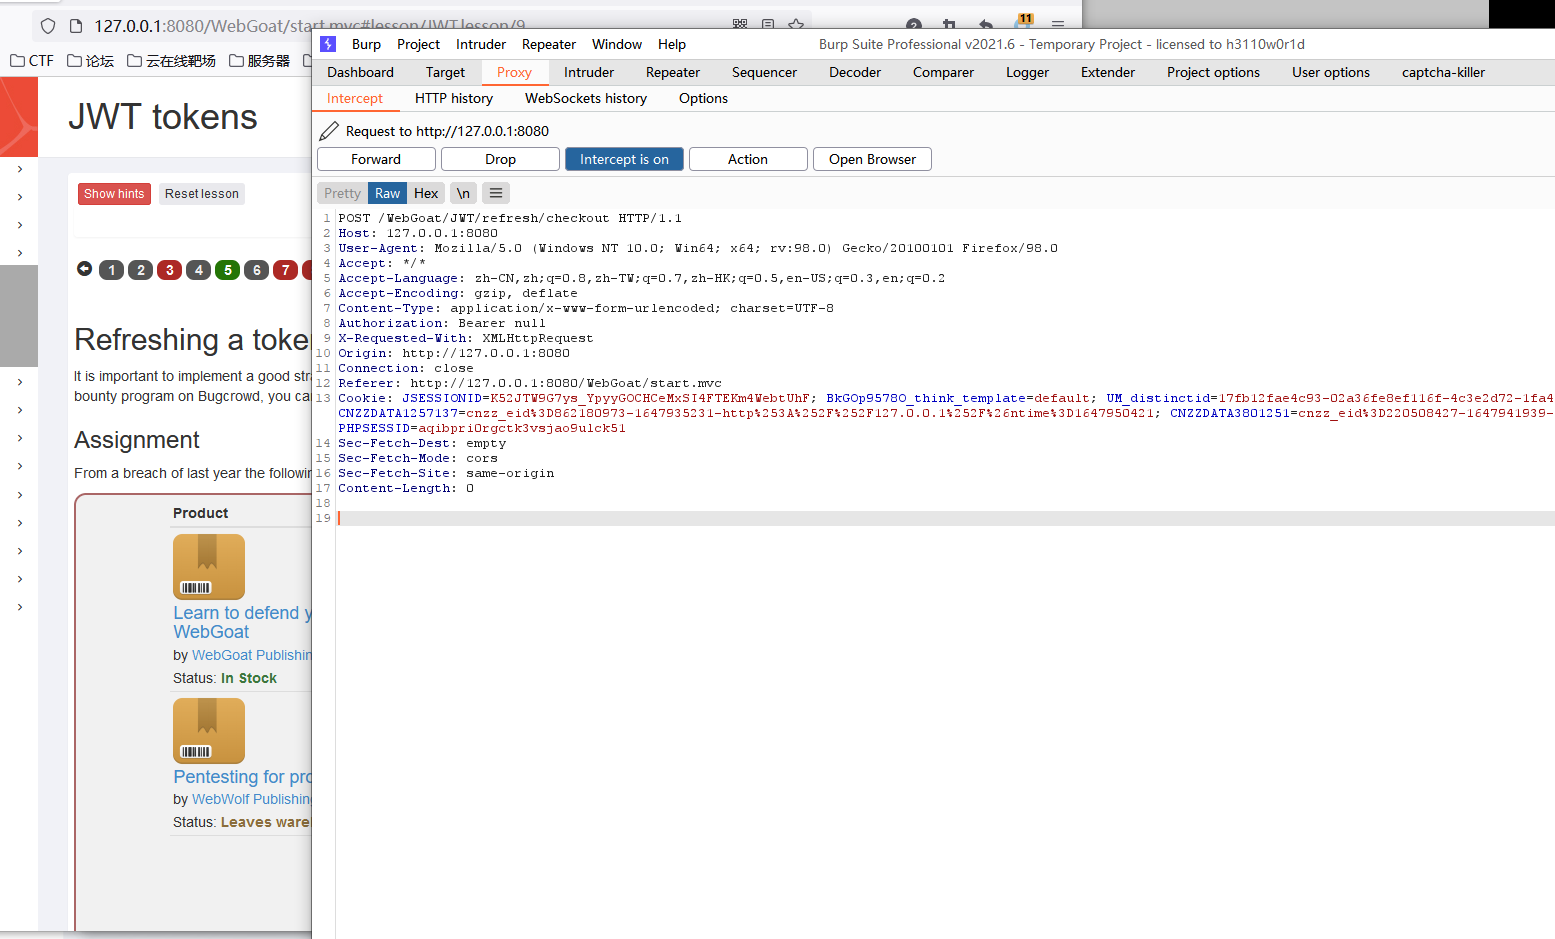 127.0.0.1:8080/WebGoat/start.mvc#lesson/JWT.lesson/9
11
CTF 论坛 云在线靶场 服务器
JWT tokens
Show hints Reset lesson
1 2 3 4 5 6 7
Refreshing a toke
It is important to implement a good stra
bounty program on Bugcrowd, you ca
Assignment
From a breach of last year the followin
Product
Learn to defend y
WebGoat
by WebGoat Publishin
Status: In Stock
Pentesting for pro
by WebWolf Publishing
Status: Leaves ware
Burp Project Intruder Repeater Window Help Burp Suite Professional v2021.6 - Temporary Project - licensed to h3110w0r1d
Dashboard Target Proxy Intruder Repeater Sequencer Decoder Comparer Logger Extender Project options User options captcha-killer
Intercept HTTP history WebSockets history Options
Request to http://127.0.0.1:8080
Forward Drop Intercept is on Action Open Browser
Pretty Raw Hex \n
1 POST /WebGoat/JWT/refresh/checkout HTTP/1.1
2 Host: 127.0.0.1:8080
3 User-Agent: Mozilla/5.0 (Windows NT 10.0; Win64; x64; rv:98.0) Gecko/20100101 Firefox/98.0
4 Accept: */*
5 Accept-Language: zh-CN,zh;q=0.8,zh-TW;q=0.7,zh-HK;q=0.5,en-US;q=0.3,en;q=0.2
6 Accept-Encoding: gzip, deflate
7 Content-Type: application/x-www-form-urlencoded; charset=UTF-8
8 Authorization: Bearer null
9 X-Requested-With: XMLHttpRequest
10 Origin: http://127.0.0.1:8080
11 Connection: close
12 Referer: http://127.0.0.1:8080/WebGoat/start.mvc
13 Cookie: JSESSIONID=K52JTW9G7ys_YpyyGOCHCeMxSI4FTEKm4WebtUhF; BkGOp9578O_think_template=default; UM_distinctid=17fb12fae4c93-02a36fe8ef116f-4c3e2d72-1fa4
CNZZDATA1257137=cnzz_eid%3D862180973-1647935231-http%253A%252F%252F127.0.0.1%252F%26ntime%3D1647950421; CNZZDATA3801251=cnzz_eid%3D220508427-1647941939-
PHPSESSID=aqibpri0rgctk3vsjao9u1ck51
14 Sec-Fetch-Dest: empty
15 Sec-Fetch-Mode: cors
16 Sec-Fetch-Site: same-origin
17 Content-Length: 0
18
19